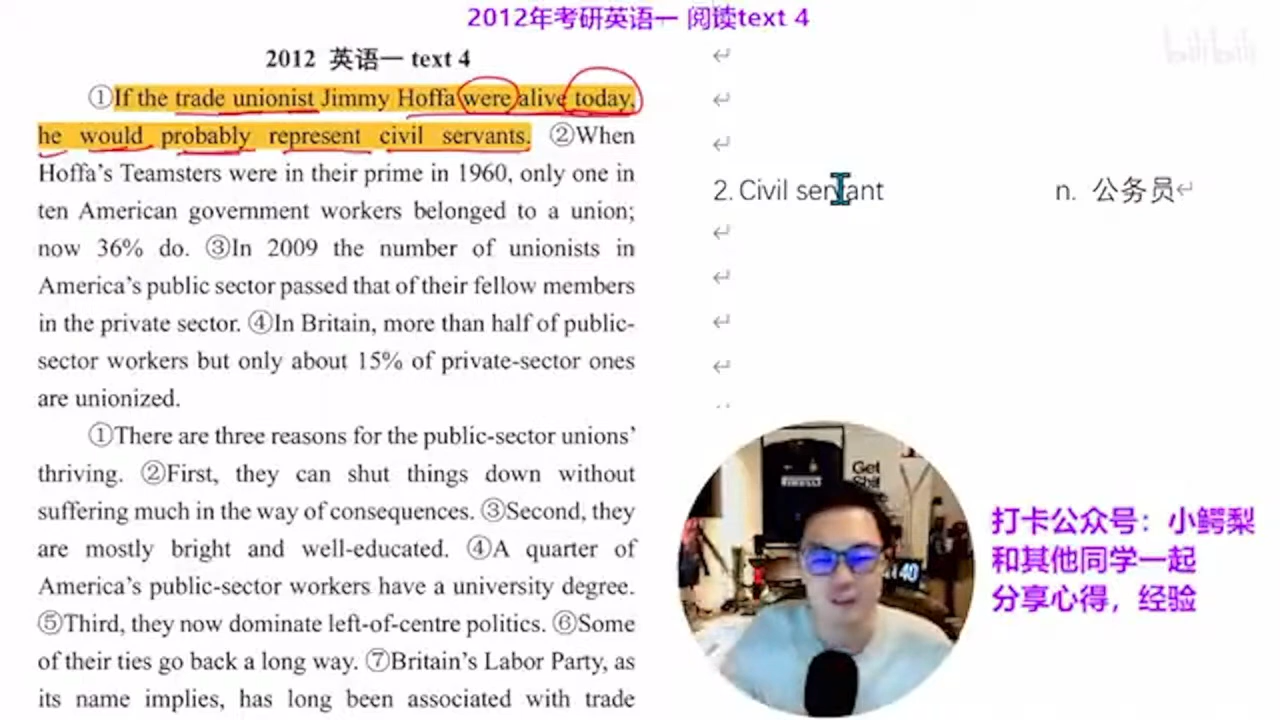 2012年考研英语一 阅读text 4
bilibili
2012 英语一 text 4
①If the trade unionist Jimmy Hoffa were alive today,
he would probably represent civil servants. ②When
Hoffa's Teamsters were in their prime in 1960, only one in
ten American government workers belonged to a union;
now 36% do. ③In 2009 the number of unionists in
America's public sector passed that of their fellow members
in the private sector. ④In Britain, more than half of public-
sector workers but only about 15% of private-sector ones
are unionized.
①There are three reasons for the public-sector unions'
thriving. ②First, they can shut things down without
suffering much in the way of consequences. ③Second, they
are mostly bright and well-educated. ④A quarter of
America's public-sector workers have a university degree.
⑤Third, they now dominate left-of-centre politics. ⑥Some
of their ties go back a long way. ⑦Britain's Labor Party, as
its name implies, has long been associated with trade
2. Civil servant n. 公务员
Get
Shit
PIRELLI
40
打卡公众号：小鳄梨
和其他同学一起
分享心得，经验